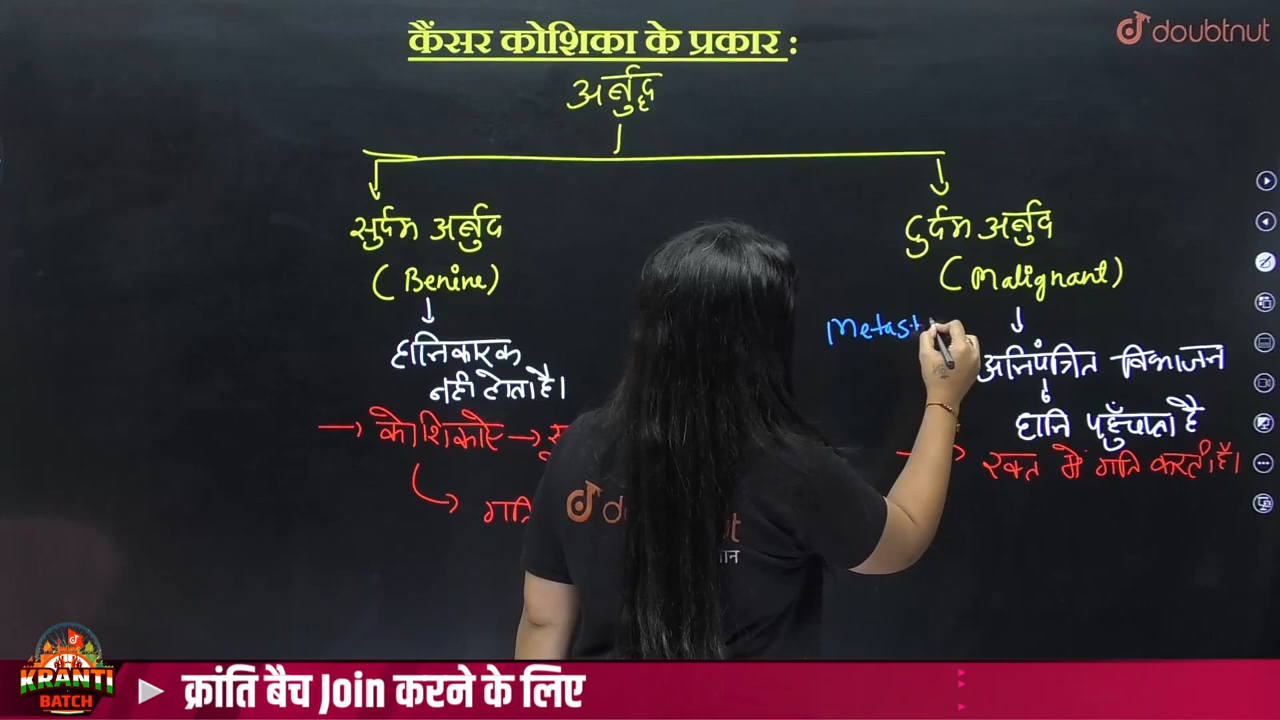 कैंसर कोशिका के प्रकार :
doubtnut
अर्बुद्द
सुर्दम अर्बुद
(Benine)
दुर्दम अर्बुद
(Malignant)
Metast
हानिकारक
नही होता है।
अनियंत्रित विभाजन
हानि पहुँचाता है
→ कोशिकाऐ →
गति
→ रक्त में गति करती है।
KRANTI
BATCH
क्रांति बैच Join करने के लिए